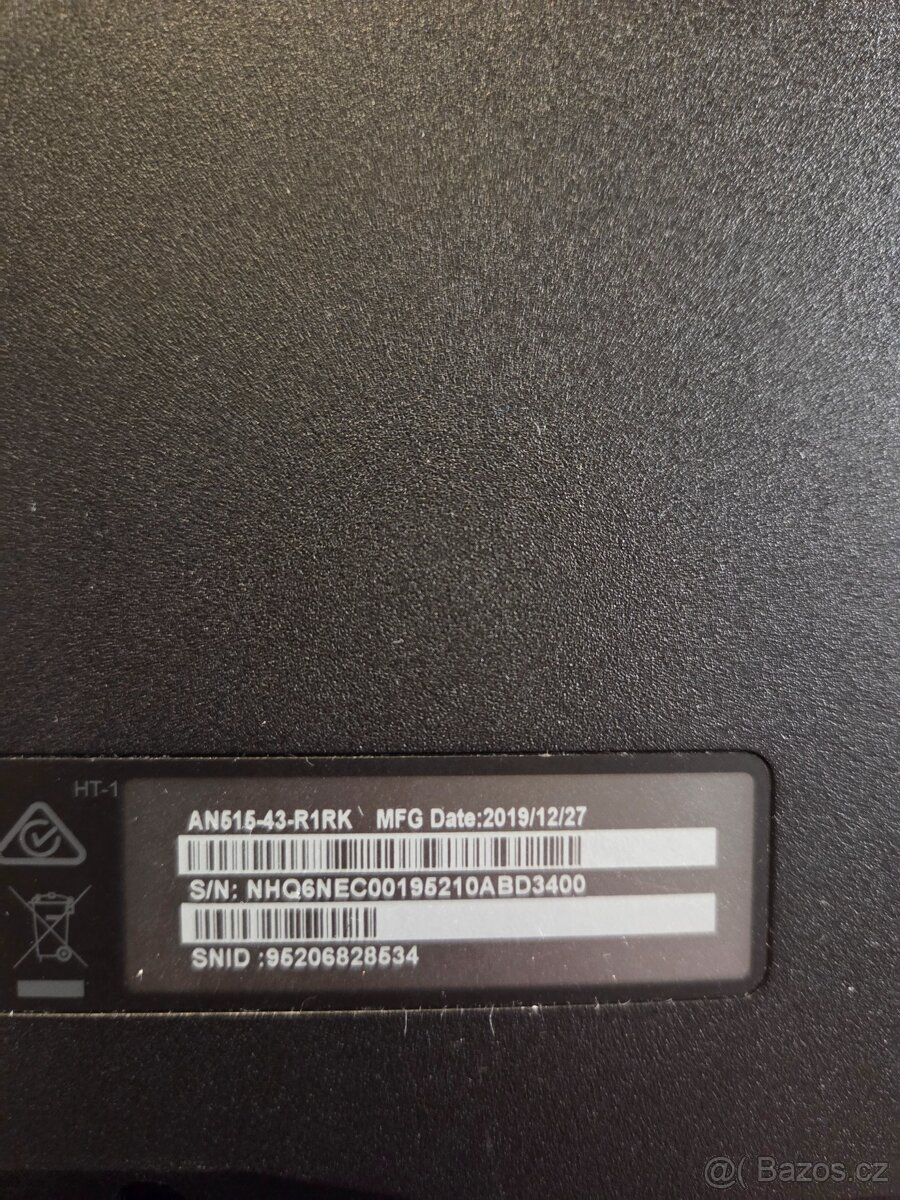 HT-1
AN515-43-R1RK MFG Date:2019/12/27
S/N: NHQ6NEC00195210ABD3400
SNID :95206828534
@( Bazos.cz